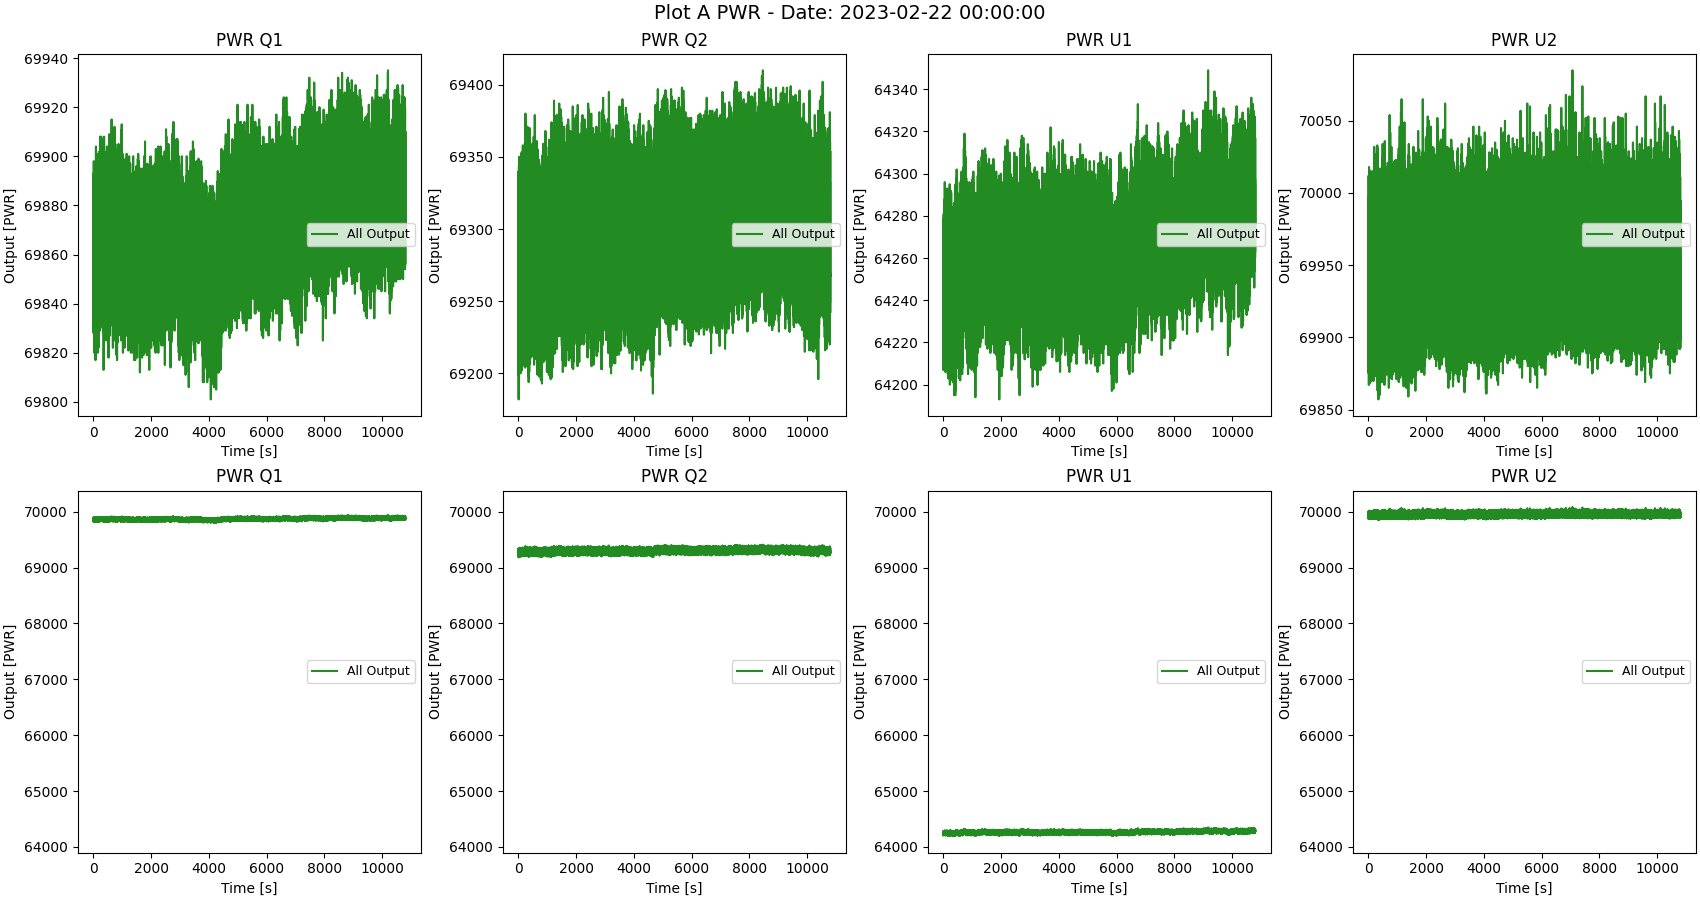 Plot A PWR - Date: 2023-02-22 00:00:00
PWR Q1
Output [PWR]
69940
69920
69900
69880
69860
69840
69820
69800
All Output
0 2000 4000 6000 8000 10000
Time [s]
PWR Q2
Output [PWR]
69400
69350
69300
69250
69200
All Output
0 2000 4000 6000 8000 10000
Time [s]
PWR U1
Output [PWR]
64340
64320
64300
64280
64260
64240
64220
64200
All Output
0 2000 4000 6000 8000 10000
Time [s]
PWR U2
Output [PWR]
70050
70000
69950
69900
69850
All Output
0 2000 4000 6000 8000 10000
Time [s]
PWR Q1
Output [PWR]
70000
69000
68000
67000
66000
65000
64000
All Output
0 2000 4000 6000 8000 10000
Time [s]
PWR Q2
Output [PWR]
70000
69000
68000
67000
66000
65000
64000
All Output
0 2000 4000 6000 8000 10000
Time [s]
PWR U1
Output [PWR]
70000
69000
68000
67000
66000
65000
64000
All Output
0 2000 4000 6000 8000 10000
Time [s]
PWR U2
Output [PWR]
70000
69000
68000
67000
66000
65000
64000
All Output
0 2000 4000 6000 8000 10000
Time [s]